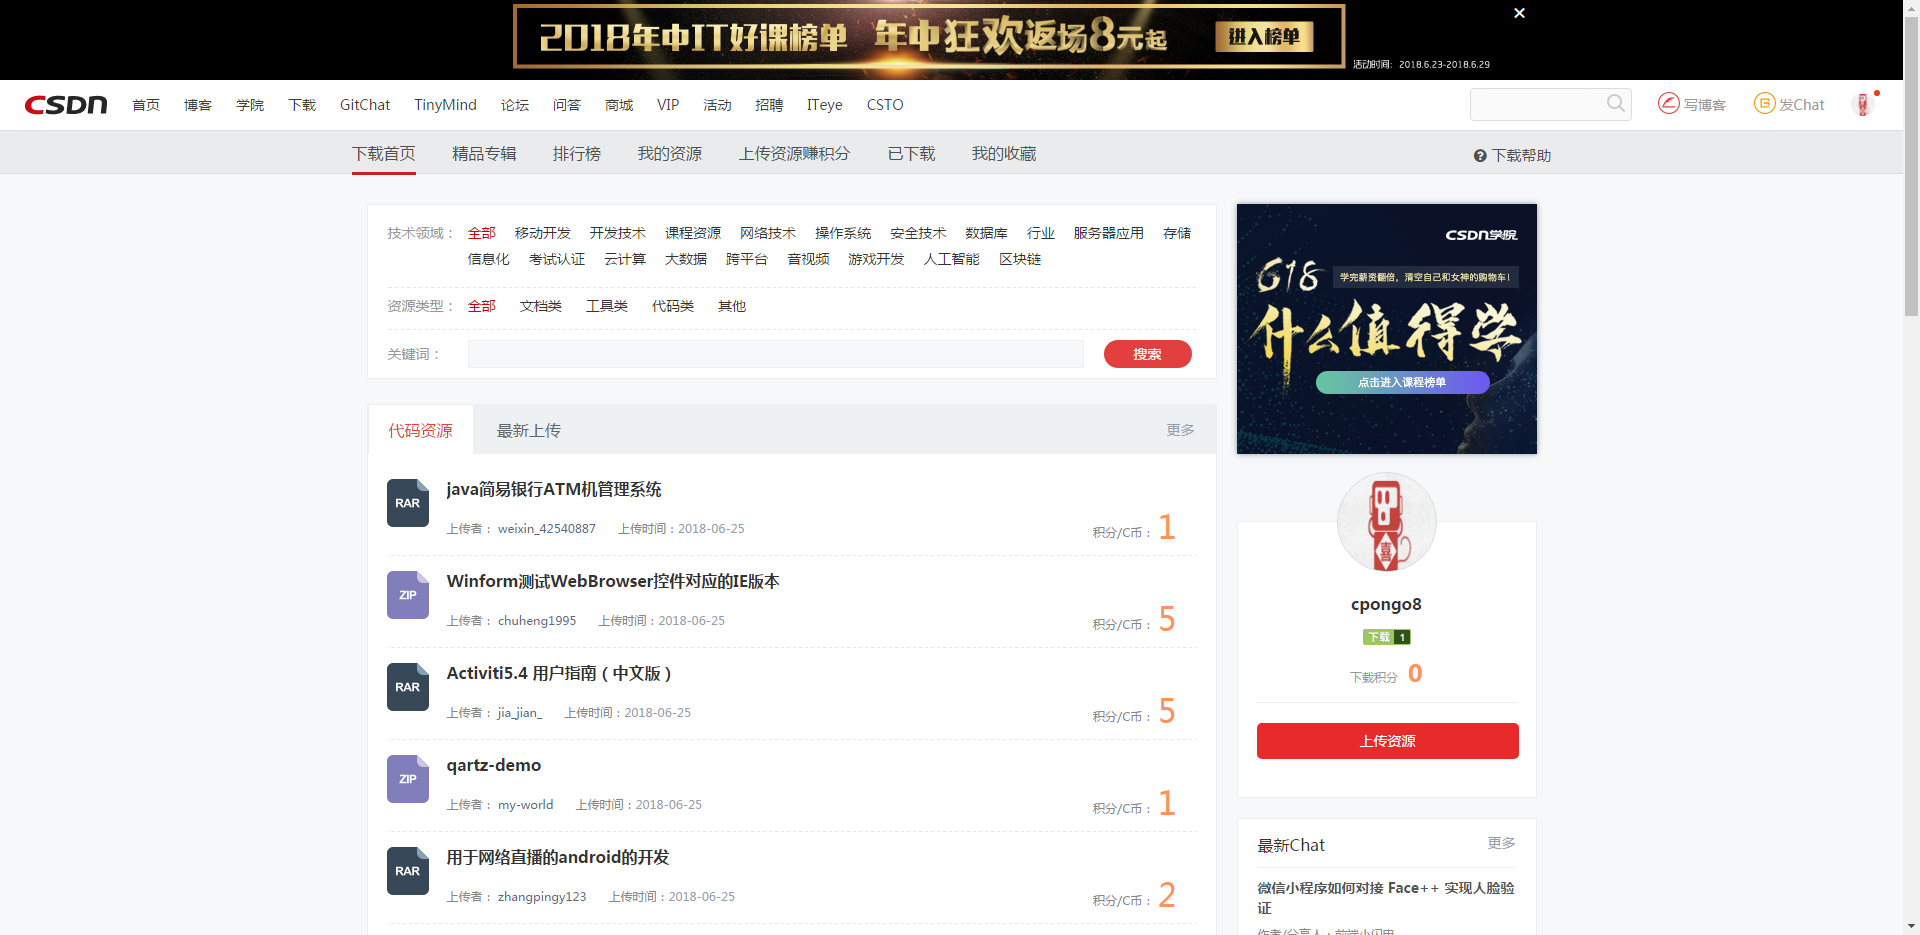 2018年中IT好课榜单 年中狂欢返场8元起 进入榜单
活动时间：2018.6.23-2018.6.29
CSDN 首页 博客 学院 下载 GitChat TinyMind 论坛 问答 商城 VIP 活动 招聘 ITeye CSTO 写博客 发Chat
下载首页 精品专辑 排行榜 我的资源 上传资源赚积分 已下载 我的收藏 下载帮助
技术领域： 全部 移动开发 开发技术 课程资源 网络技术 操作系统 安全技术 数据库 行业 服务器应用 存储
信息化 考试认证 云计算 大数据 跨平台 音视频 游戏开发 人工智能 区块链
资源类型： 全部 文档类 工具类 代码类 其他
关键词： 搜索
代码资源 最新上传 更多
RAR
java简易银行ATM机管理系统
上传者： weixin_42540887 上传时间：2018-06-25 积分/C币： 1
ZIP
Winform测试WebBrowser控件对应的IE版本
上传者： chuheng1995 上传时间：2018-06-25 积分/C币： 5
RAR
Activiti5.4 用户指南（中文版）
上传者： jia_jian_ 上传时间：2018-06-25 积分/C币： 5
ZIP
qartz-demo
上传者： my-world 上传时间：2018-06-25 积分/C币： 1
RAR
用于网络直播的android的开发
上传者： zhangpingy123 上传时间：2018-06-25 积分/C币： 2
CSDN学院
618 学完薪资翻倍，清空自己和女神的购物车！
什么值得学
点击进入课程榜单
喜
cpongo8
下载 1
下载积分 0
上传资源
最新Chat 更多
微信小程序如何对接 Face++ 实现人脸验
证
作者/分享人：前端小闪电